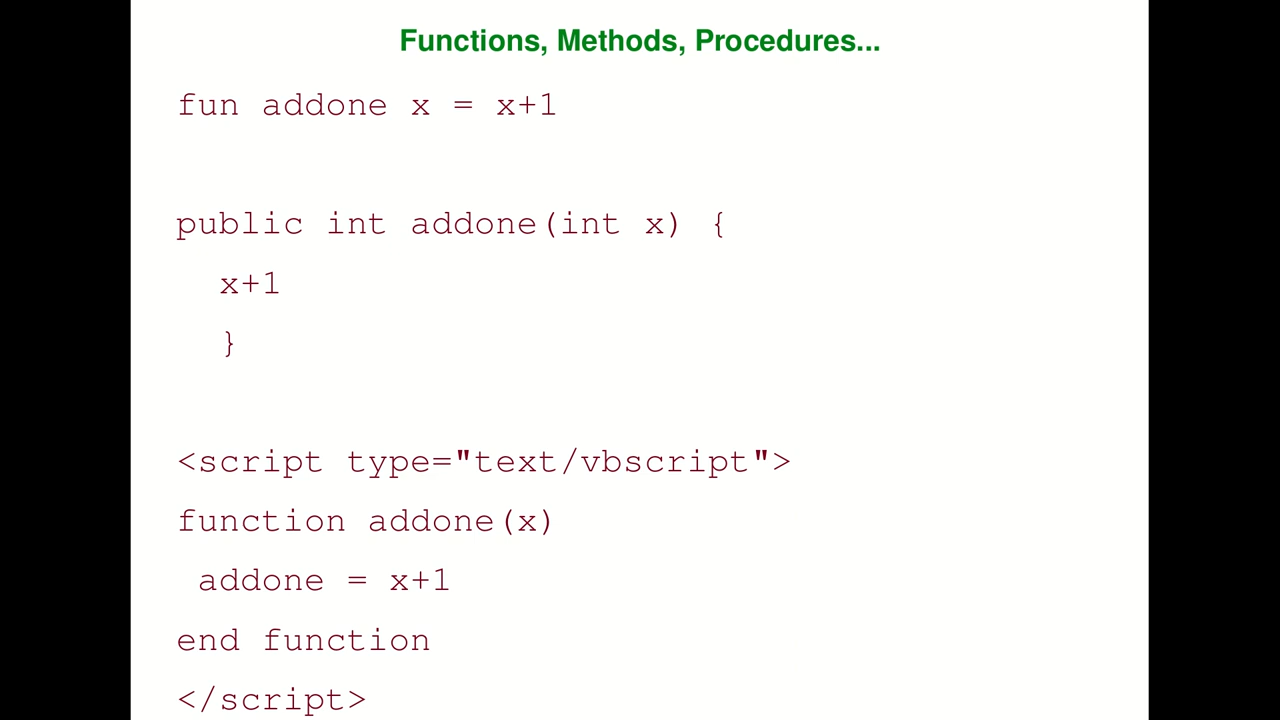 Functions, Methods, Procedures...
fun addone x = x+1
public int addone(int x) {
x+1
}
<script type="text/vbscript">
function addone(x)
addone = x+1
end function
</script>